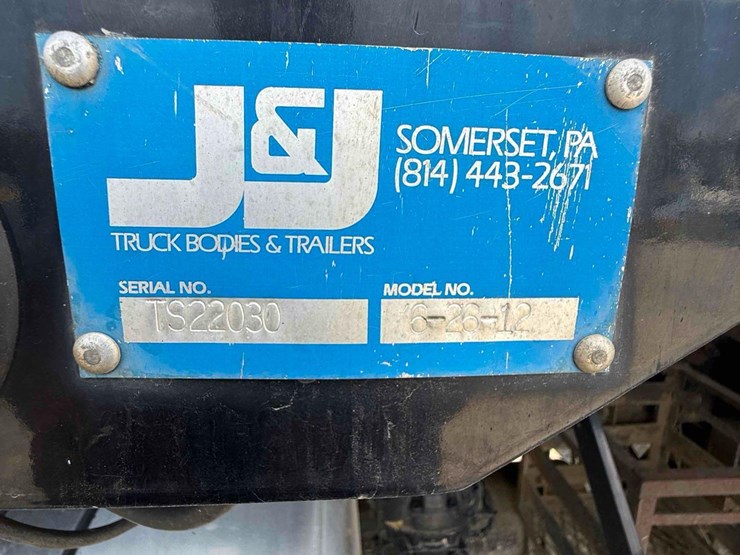 J&J
SOMERSET, PA
(814) 443-2671
TRUCK BODIES & TRAILERS
SERIAL NO. MODEL NO.
TS22030 6-26-12